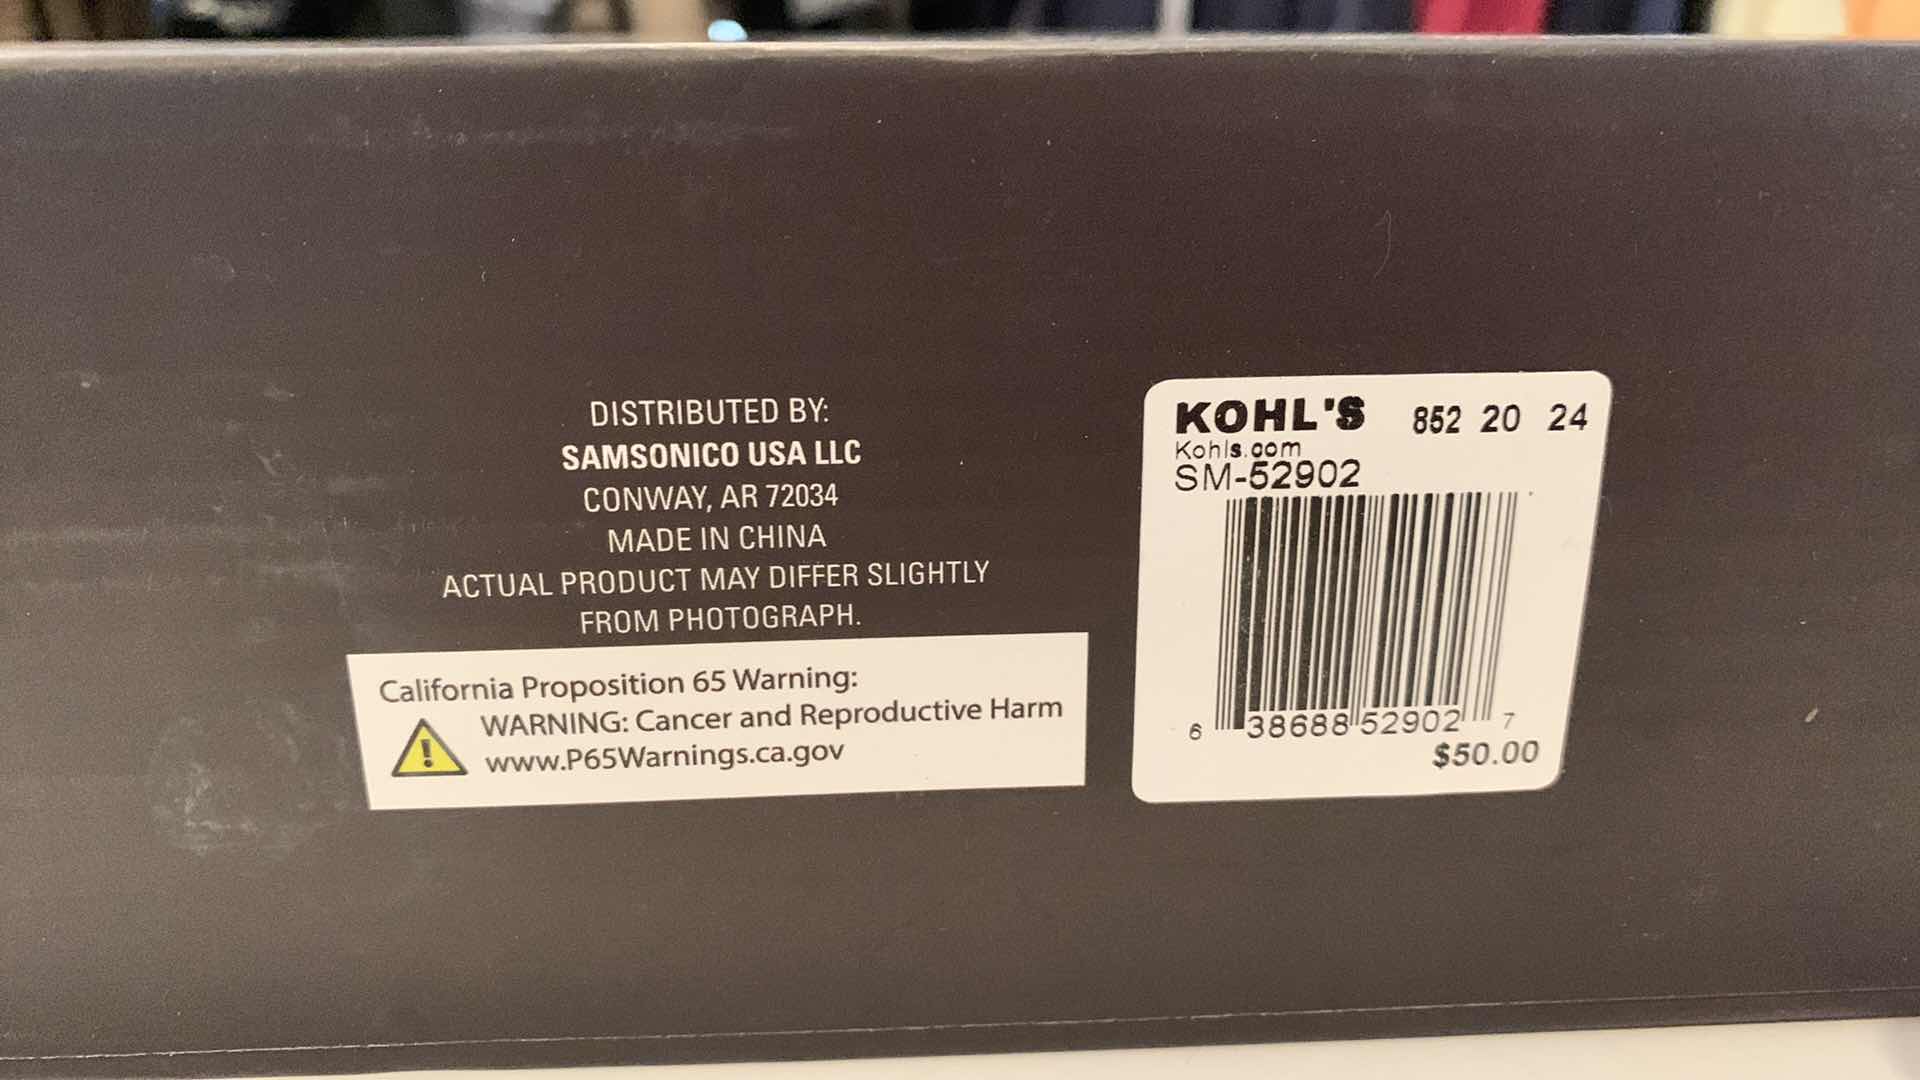 DISTRIBUTED BY:
SAMSONICO USA LLC
CONWAY, AR 72034
MADE IN CHINA
ACTUAL PRODUCT MAY DIFFER SLIGHTLY
FROM PHOTOGRAPH.
California Proposition 65 Warning:
WARNING: Cancer and Reproductive Harm
www.P65Warnings.ca.gov
KOHL'S 852 20 24
Kohls.com
SM-52902
6 38688 52902 7
$50.00